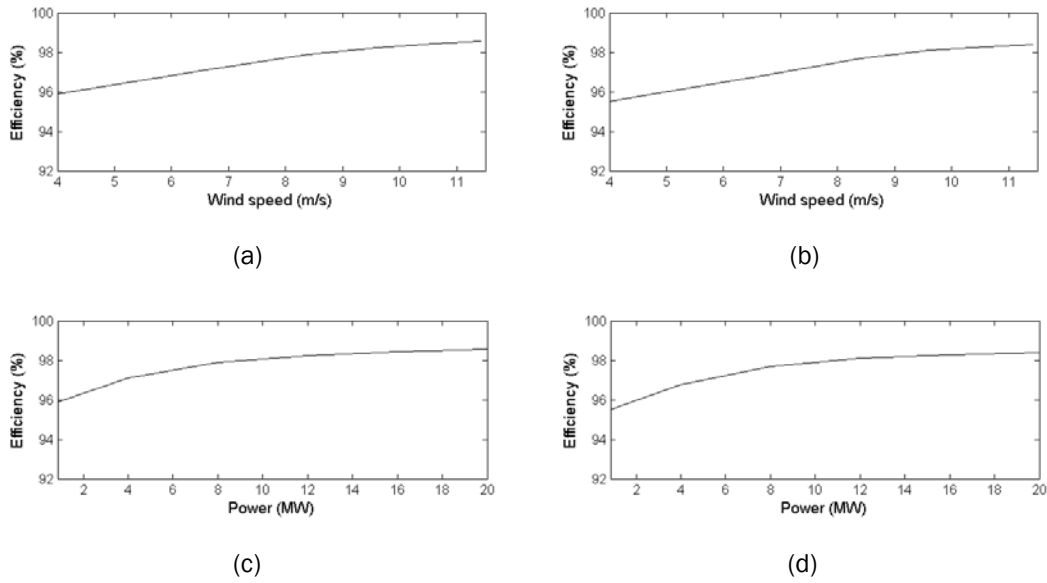 100
98
96
94
92
Efficiency (%)
4 5 6 7 8 9 10 11
Wind speed (m/s)
(a)
100
98
96
94
92
Efficiency (%)
4 5 6 7 8 9 10 11
Wind speed (m/s)
(b)
100
98
96
94
92
Efficiency (%)
2 4 6 8 10 12 14 16 18 20
Power (MW)
(c)
100
98
96
94
92
Efficiency (%)
2 4 6 8 10 12 14 16 18 20
Power (MW)
(d)